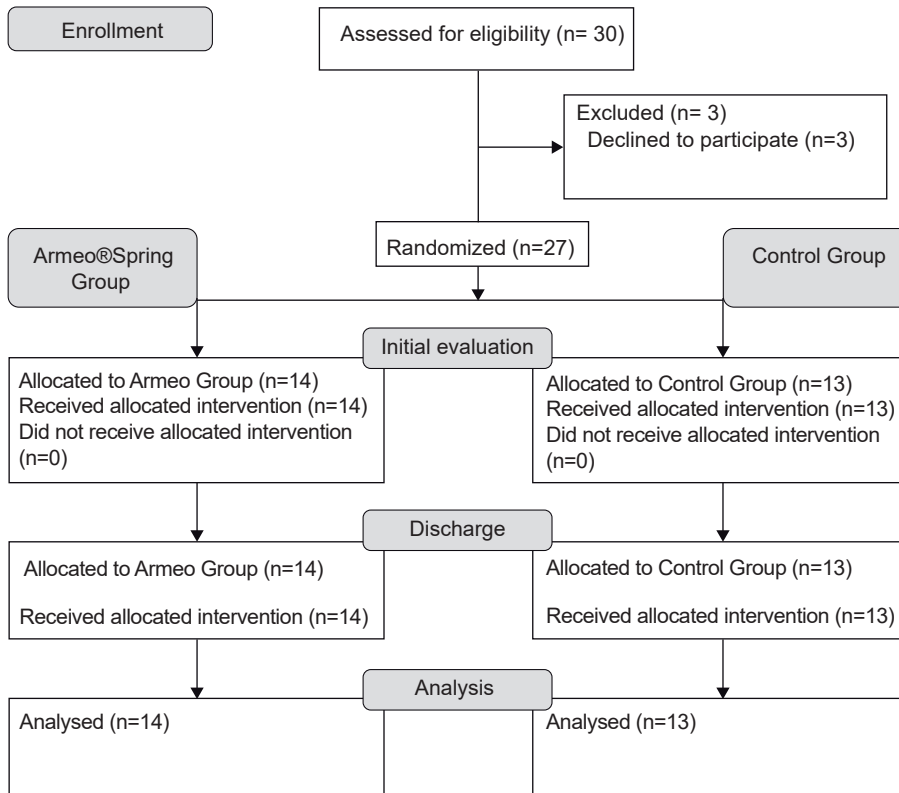 Enrollment
Assessed for eligibility (n= 30)
Excluded (n= 3)
Declined to participate (n=3)
Randomized (n=27)
Armeo®Spring
Group
Control Group
Initial evaluation
Allocated to Armeo Group (n=14)
Received allocated intervention (n=14)
Did not receive allocated intervention
(n=0)
Allocated to Control Group (n=13)
Received allocated intervention (n=13)
Did not receive allocated intervention
(n=0)
Discharge
Allocated to Armeo Group (n=14)
Received allocated intervention (n=14)
Allocated to Control Group (n=13)
Received allocated intervention (n=13)
Analysis
Analysed (n=14)
Analysed (n=13)